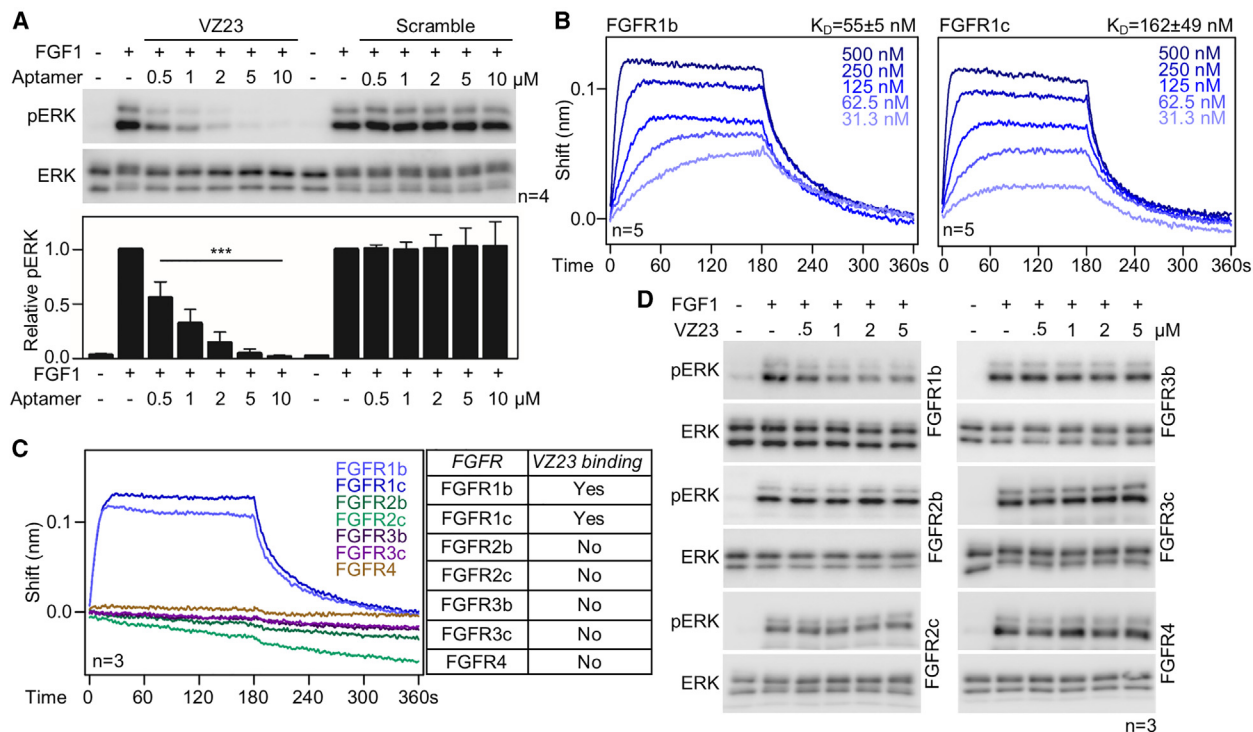 A
VZ23 Scramble
FGF1 - + + + + + + - + + + + + +
Aptamer - - 0.5 1 2 5 10 - - 0.5 1 2 5 10 μM
pERK
ERK
n=4
Relative pERK
1.0
0.5
0.0
***
FGF1 - + + + + + + - + + + + + +
Aptamer - - 0.5 1 2 5 10 - - 0.5 1 2 5 10 μM
B
FGFR1b KD=55±5 nM
500 nM
250 nM
125 nM
62.5 nM
31.3 nM
Shift (nm)
0.1
0.0
n=5
Time 0 60 120 180 240 300 360s
FGFR1c KD=162±49 nM
500 nM
250 nM
125 nM
62.5 nM
31.3 nM
n=5
0 60 120 180 240 300 360s
C
FGFR1b
FGFR1c
FGFR2b
FGFR2c
FGFR3b
FGFR3c
FGFR4
Shift (nm)
0.1
0.0
n=3
Time 0 60 120 180 240 300 360s
FGFR VZ23 binding
FGFR1b Yes
FGFR1c Yes
FGFR2b No
FGFR2c No
FGFR3b No
FGFR3c No
FGFR4 No
D
FGF1 - + + + + + - + + + + +
VZ23 - - .5 1 2 5 - - .5 1 2 5 μM
pERK
ERK
FGFR1b
FGFR3b
pERK
ERK
FGFR2b
FGFR3c
pERK
ERK
FGFR2c
FGFR4
n=3